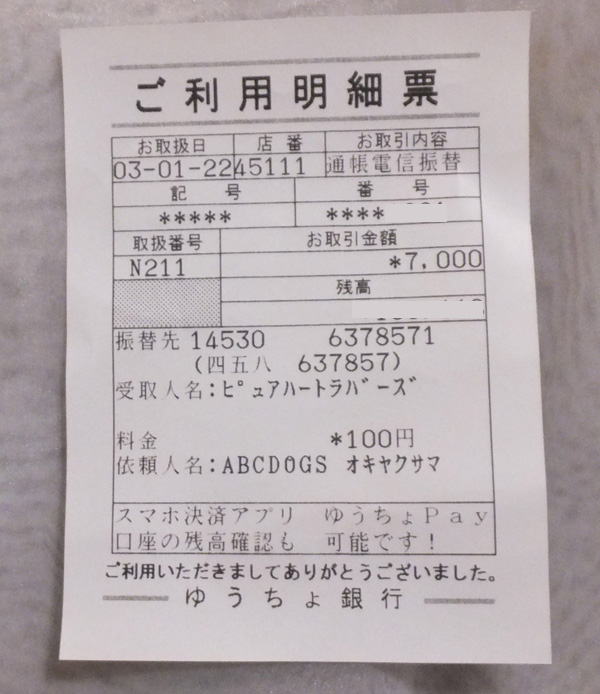 ご利用明細票
お取扱日 店番 お取引内容
03-01-22 45111 通帳電信振替
記号 番号
***** ****
取扱番号 お取引金額
N211 *7,000
残高
振替先 14530 6378571
(四五八 637857)
受取人名:ピュアハートラバーズ
料金 *100円
依頼人名:ABCDOGS オキヤクサマ
スマホ決済アプリ ゆうちょPay
口座の残高確認も 可能です!
ご利用いただきましてありがとうございました。
ゆうちょ銀行